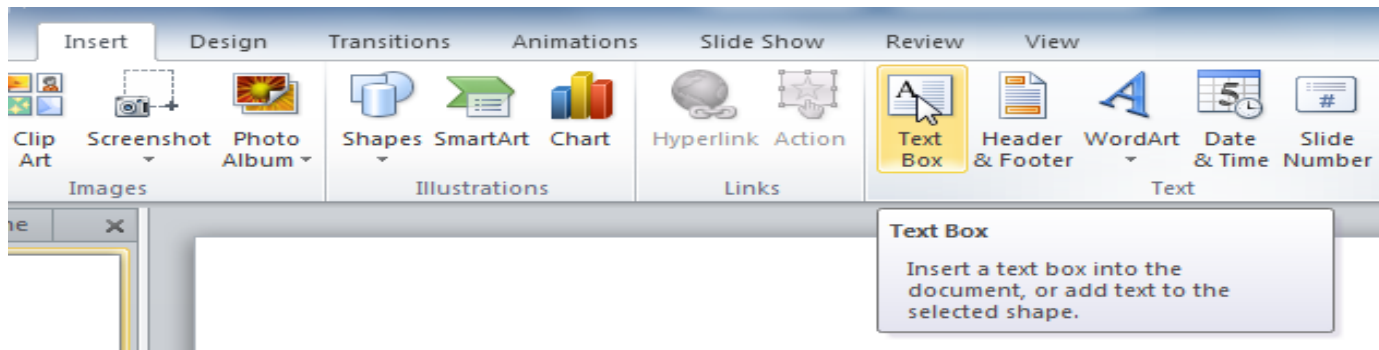 Insert Design Transitions Animations Slide Show Review View
Clip Art Screenshot Photo Album Shapes SmartArt Chart Hyperlink Action Text Box Header & Footer WordArt Date & Time Slide Number
Images Illustrations Links Text
Text Box
Insert a text box into the
document, or add text to the
selected shape.